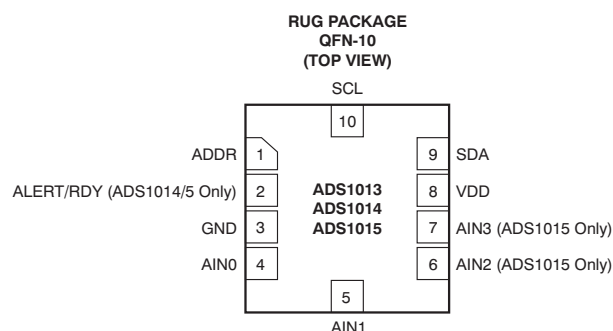 RUG PACKAGE
QFN-10
(TOP VIEW)
SCL
10
ADDR 1 9 SDA
ALERT/RDY (ADS1014/5 Only) 2 ADS1013 8 VDD
ADS1014
GND 3 ADS1015 7 AIN3 (ADS1015 Only)
AIN0 4 6 AIN2 (ADS1015 Only)
5
AIN1